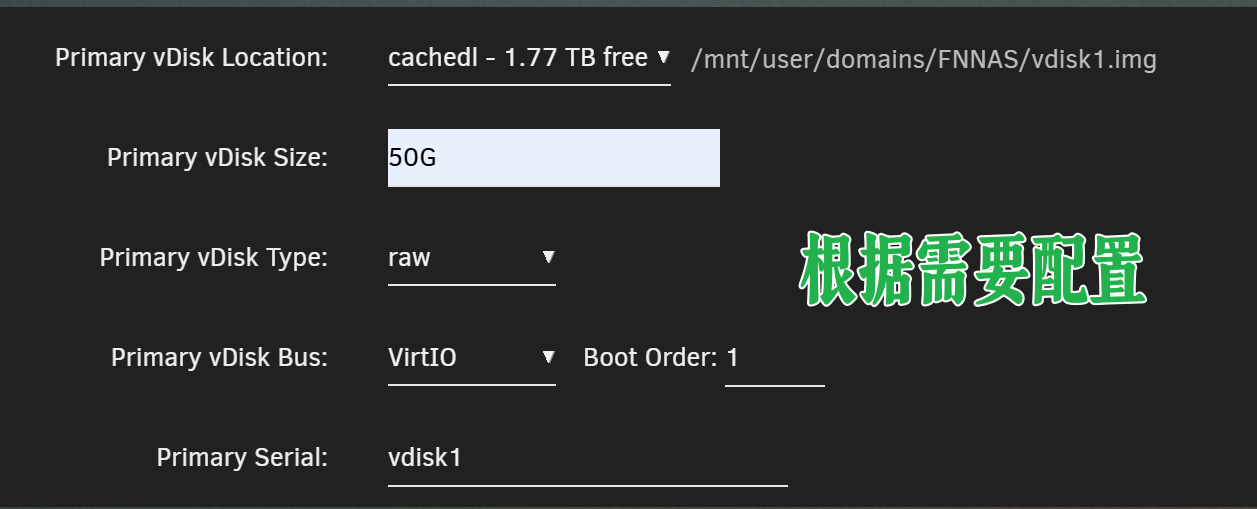 Primary vDisk Location: cachedl - 1.77 TB free ▼ /mnt/user/domains/FNNAS/vdisk1.img
Primary vDisk Size: 50G
Primary vDisk Type: raw ▼
根据需要配置
Primary vDisk Bus: VirtIO ▼ Boot Order: 1
Primary Serial: vdisk1